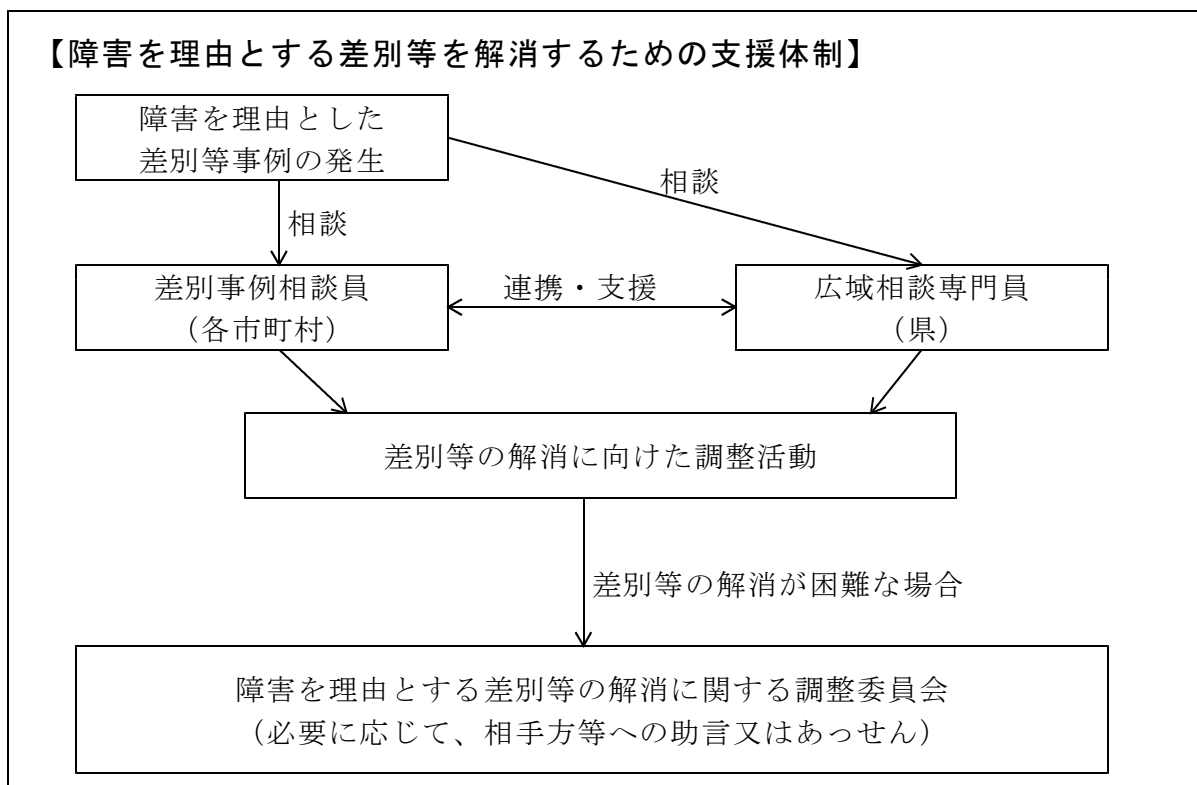 【障害を理由とする差別等を解消するための支援体制】
障害を理由とした
差別等事例の発生
相談
相談
差別事例相談員
（各市町村）
連携・支援
広域相談専門員
（県）
差別等の解消に向けた調整活動
差別等の解消が困難な場合
障害を理由とする差別等の解消に関する調整委員会
（必要に応じて、相手方等への助言又はあっせん）